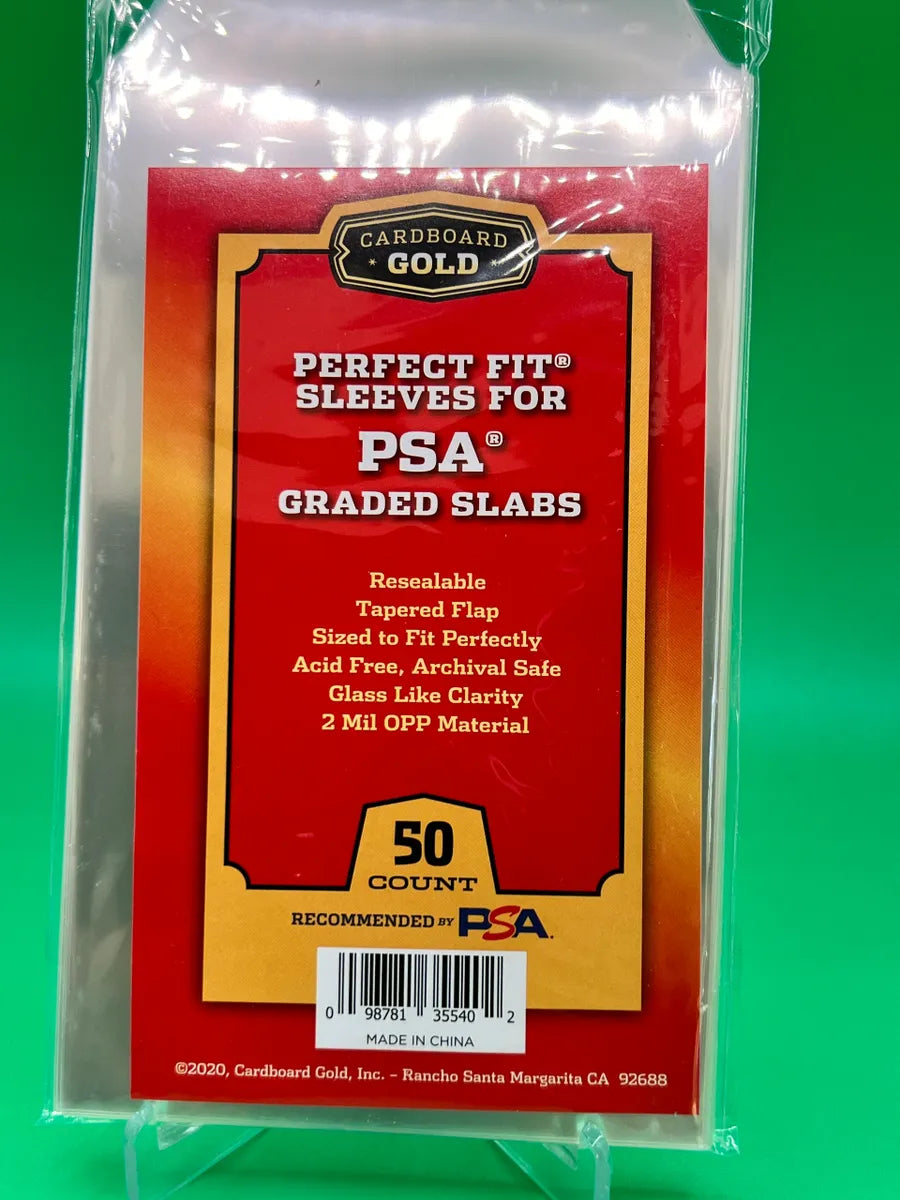 CARDBOARD
GOLD
PERFECT FIT®
SLEEVES FOR
PSA®
GRADED SLABS
Resealable
Tapered Flap
Sized to Fit Perfectly
Acid Free, Archival Safe
Glass Like Clarity
2 Mil OPP Material
50
COUNT
RECOMMENDED BY PSA.
0 98781 35540 2
MADE IN CHINA
©2020, Cardboard Gold, Inc. – Rancho Santa Margarita CA 92688